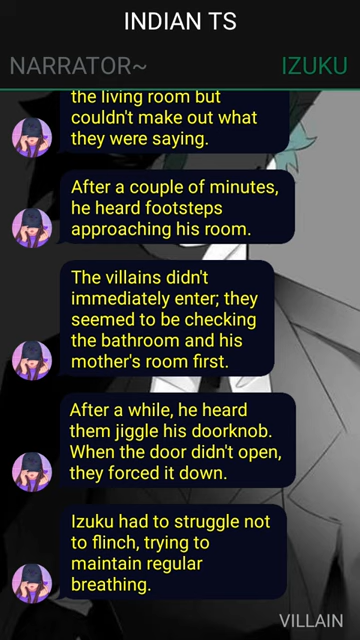 INDIAN TS
NARRATOR~ IZUKU
the living room but
couldn't make out what
they were saying.
After a couple of minutes,
he heard footsteps
approaching his room.
The villains didn't
immediately enter; they
seemed to be checking
the bathroom and his
mother's room first.
After a while, he heard
them jiggle his doorknob.
When the door didn't open,
they forced it down.
Izuku had to struggle not
to flinch, trying to
maintain regular
breathing.
VILLAIN